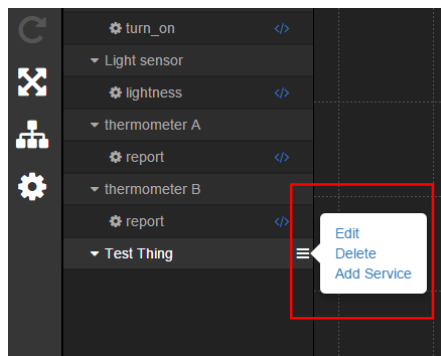 turn_on </>
Light sensor
lightness </>
thermometer A
report </>
thermometer B
report </>
Test Thing
Edit
Delete
Add Service